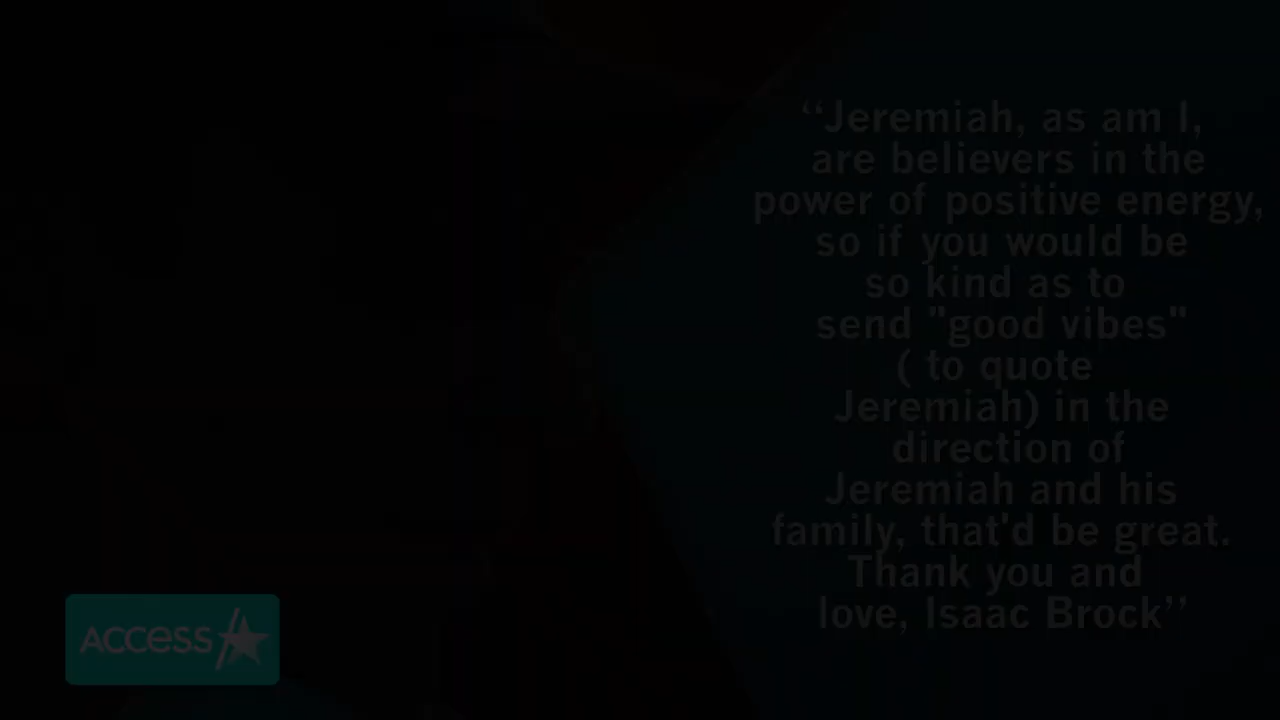 “Jeremiah, as am I,
are believers in the
power of positive energy,
so if you would be
so kind as to
send "good vibes"
( to quote
Jeremiah) in the
direction of
Jeremiah and his
family, that'd be great.
Thank you and
love, Isaac Brock”
ACCESS